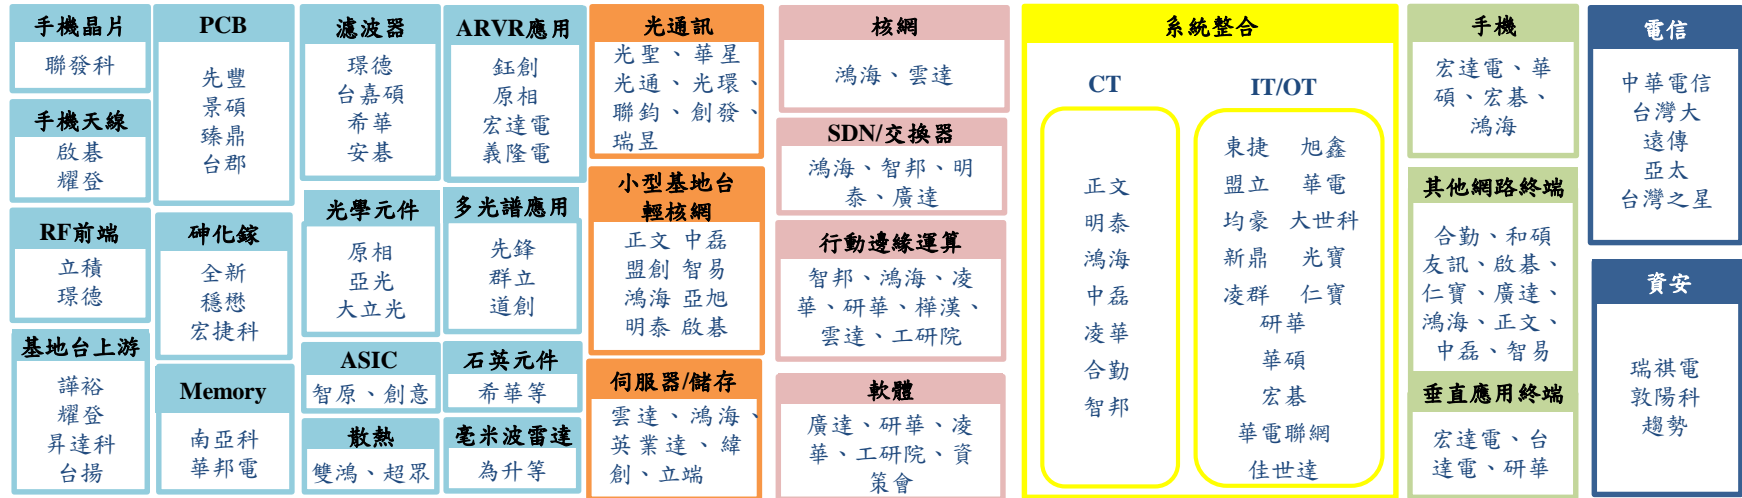 手機晶片
聯發科
手機天線
啟碁
耀登
RF前端
立積
璟德
基地台上游
譁裕
耀登
昇達科
台揚
PCB
先豐
景碩
臻鼎
台郡
砷化鎵
全新
穩懋
宏捷科
Memory
南亞科
華邦電
濾波器
璟德
台嘉碩
希華
安碁
光學元件
原相
亞光
大立光
ASIC
智原、創意
散熱
雙鴻、超眾
ARVR應用
鈺創
原相
宏達電
義隆電
多光譜應用
先鋒
群立
道創
石英元件
希華等
毫米波雷達
為升等
光通訊
光聖、華星
光通、光環、
聯鈞、創發、
瑞昱
小型基地台
輕核網
正文 中磊
盟創 智易
鴻海 亞旭
明泰 啟碁
伺服器/儲存
雲達、鴻海、
英業達、緯
創、立端
核網
鴻海、雲達
SDN/交換器
鴻海、智邦、明
泰、廣達
行動邊緣運算
智邦、鴻海、凌
華、研華、樺漢、
雲達、工研院
軟體
廣達、研華、凌
華、工研院、資
策會
系統整合
CT
正文
明泰
鴻海
中磊
凌華
合勤
智邦
IT/OT
東捷 旭鑫
盟立 華電
均豪 大世科
新鼎 光寶
凌群 仁寶
研華
華碩
宏碁
華電聯網
佳世達
手機
宏達電、華
碩、宏碁、
鴻海
其他網路終端
合勤、和碩
友訊、啟碁、
仁寶、廣達、
鴻海、正文、
中磊、智易
垂直應用終端
宏達電、台
達電、研華
電信
中華電信
台灣大
遠傳
亞太
台灣之星
資安
瑞祺電
敦陽科
趨勢